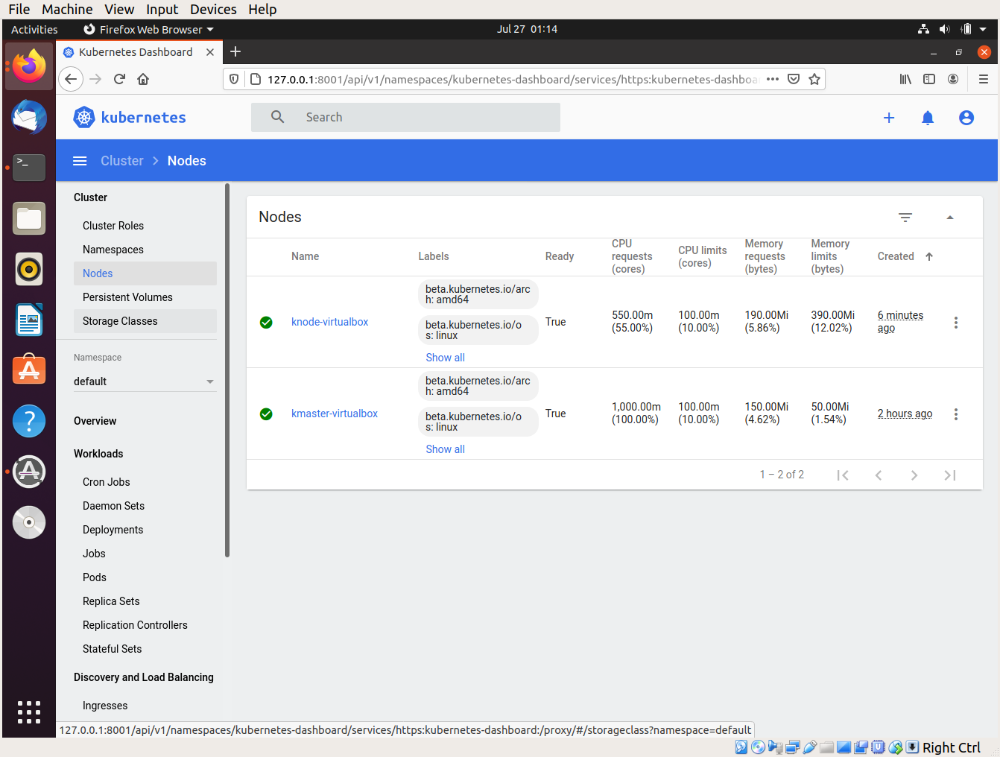 File Machine View Input Devices Help
Activities Firefox Web Browser Jul 27 01:14
Kubernetes Dashboard
127.0.0.1:8001/api/v1/namespaces/kubernetes-dashboard/services/https:kubernetes-dashboa
kubernetes Search
Cluster Nodes
Cluster
Cluster Roles
Namespaces
Nodes
Persistent Volumes
Storage Classes
Namespace
default
Overview
Workloads
Cron Jobs
Daemon Sets
Deployments
Jobs
Pods
Replica Sets
Replication Controllers
Stateful Sets
Discovery and Load Balancing
Ingresses
Nodes
Name Labels Ready CPU requests (cores) CPU limits (cores) Memory requests (bytes) Memory limits (bytes) Created
beta.kubernetes.io/arc
h: amd64
knode-virtualbox
beta.kubernetes.io/o
s: linux
True 550.00m (55.00%) 100.00m (10.00%) 190.00Mi (5.86%) 390.00Mi (12.02%) 6 minutes ago
Show all
beta.kubernetes.io/arc
h: amd64
kmaster-virtualbox
beta.kubernetes.io/o
s: linux
True 1,000.00m (100.00%) 100.00m (10.00%) 150.00Mi (4.62%) 50.00Mi (1.54%) 2 hours ago
Show all
1 – 2 of 2
127.0.0.1:8001/api/v1/namespaces/kubernetes-dashboard/services/https:kubernetes-dashboard:/proxy/#/storageclass?namespace=default
Right Ctrl